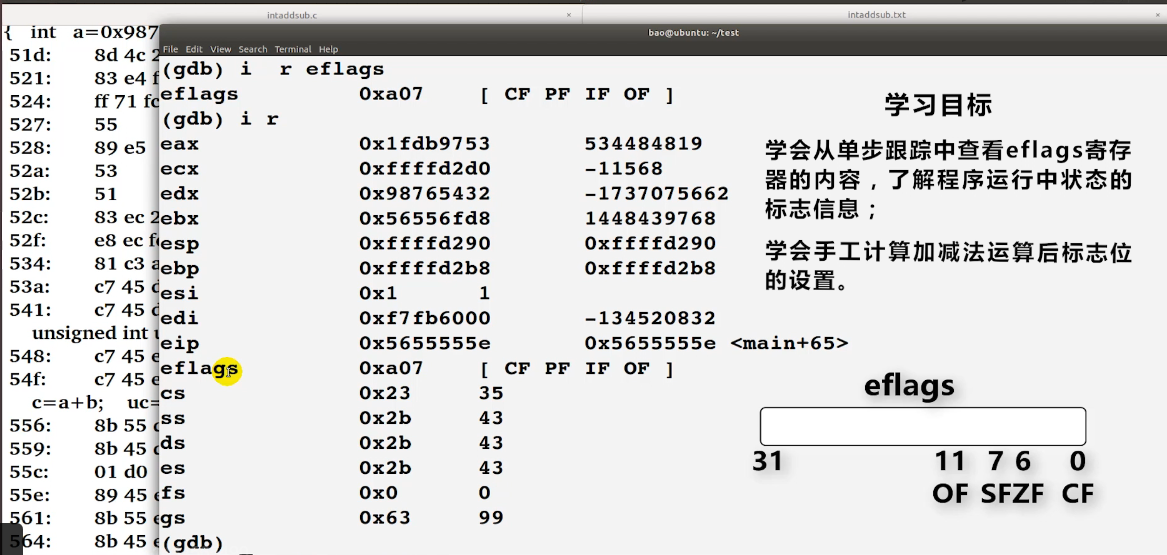 intaddsub.c
intaddsub.txt
bao@ubuntu: ~/test
File Edit View Search Terminal Help
{ int a=0x987
51d: 8d 4c 2
521: 83 e4 f
524: ff 71 fc
527: 55
528: 89 e5
52a: 53
52b: 51
52c: 83 ec 2
52f: e8 ec fc
534: 81 c3 a
53a: c7 45 d
541: c7 45 d
unsigned int u
548: c7 45 e
54f: c7 45 e
c=a+b; uc=
556: 8b 55 d
559: 8b 45 d
55c: 01 d0
55e: 89 45 e
561: 8b 55 e
564: 8b 45 e
(gdb) i r eflags
eflags 0xa07 [ CF PF IF OF ]
(gdb) i r
eax 0x1fdb9753 534484819
ecx 0xffffd2d0 -11568
edx 0x98765432 -1737075662
ebx 0x56556fd8 1448439768
esp 0xffffd290 0xffffd290
ebp 0xffffd2b8 0xffffd2b8
esi 0x1 1
edi 0xf7fb6000 -134520832
eip 0x5655555e 0x5655555e <main+65>
eflags 0xa07 [ CF PF IF OF ]
cs 0x23 35
ss 0x2b 43
ds 0x2b 43
es 0x2b 43
fs 0x0 0
gs 0x63 99
(gdb)
学习目标
学会从单步跟踪中查看eflags寄存
器的内容，了解程序运行中状态的
标志信息；
学会手工计算加减法运算后标志位
的设置。
eflags
31 11 7 6 0
OF SF ZF CF